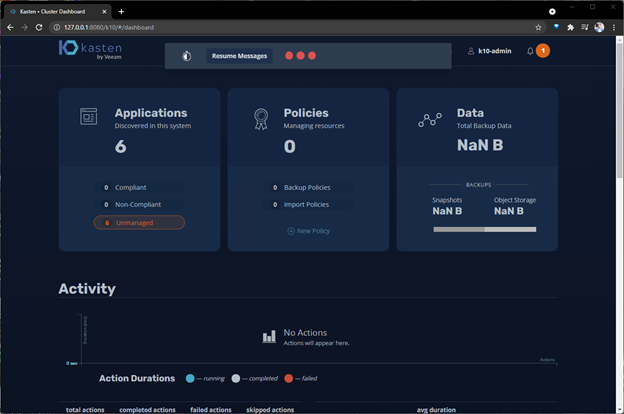 Kasten • Cluster Dashboard
127.0.0.1:8080/k10/#/dashboard
K10 kasten
by Veeam
Resume Messages
k10-admin
1
Applications
Discovered in this system
6
0 Compliant
0 Non-Compliant
6 Unmanaged
Policies
Managing resources
0
0 Backup Policies
0 Import Policies
New Policy
Data
Total Backup Data
NaN B
BACKUPS
Snapshots
NaN B
Object Storage
NaN B
Activity
Duration (sec)
No Actions
Actions will appear here.
0 sec
Actions
Action Durations
— running
— completed
— failed
total actions
completed actions
failed actions
skipped actions
avg duration